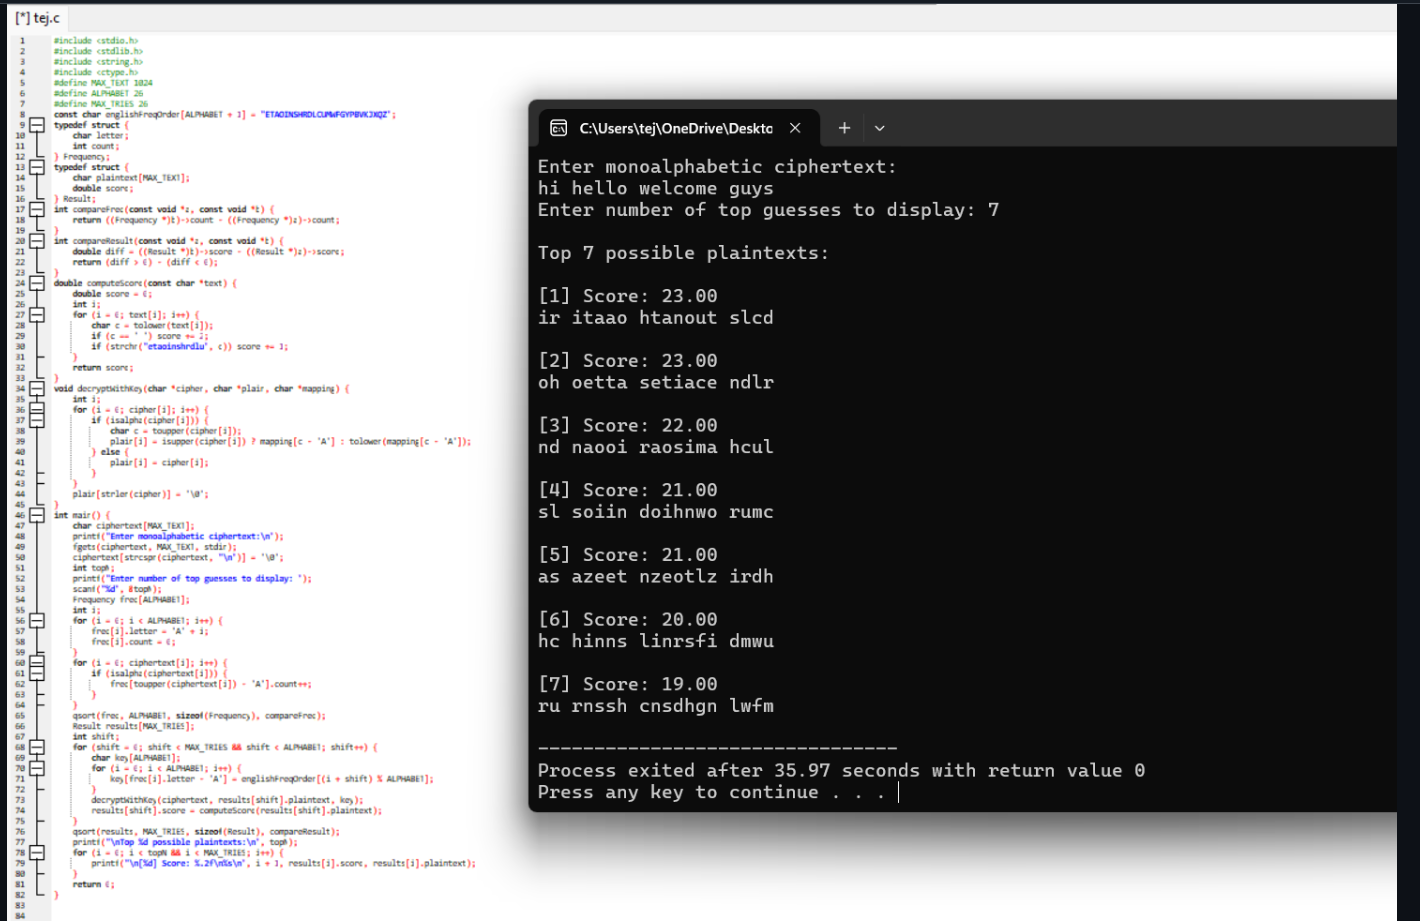 [*] tej.c
1 #include <stdio.h>
2 #include <stdlib.h>
3 #include <string.h>
4 #include <ctype.h>
5 #define MAX_TEXT 1024
6 #define ALPHABET 26
7 #define MAX_TRIES 26
8 const char englishFreqOrder[ALPHABET + 1] = "ETAOINSHRDLCUMWFGYPBVKJXQZ";
9 typedef struct {
10 char letter;
11 int count;
12 } Frequency;
13 typedef struct {
14 char plaintext[MAX_TEXT];
15 double score;
16 } Result;
17 int compareFreq(const void *a, const void *b) {
18 return ((Frequency *)b)->count - ((Frequency *)a)->count;
19 }
20 int compareResult(const void *a, const void *b) {
21 double diff = ((Result *)b)->score - ((Result *)a)->score;
22 return (diff > 0) - (diff < 0);
23 }
24 double computeScore(const char *text) {
25 double score = 0;
26 int i;
27 for (i = 0; text[i]; i++) {
28 char c = tolower(text[i]);
29 if (c == ' ') score += 2;
30 if (strchr("etaoinshrdlu", c)) score += 1;
31 }
32 return score;
33 }
34 void decryptWithKey(char *cipher, char *plain, char *mapping) {
35 int i;
36 for (i = 0; cipher[i]; i++) {
37 if (isalpha(cipher[i])) {
38 char c = toupper(cipher[i]);
39 plain[i] = isupper(cipher[i]) ? mapping[c - 'A'] : tolower(mapping[c - 'A']);
40 } else {
41 plain[i] = cipher[i];
42 }
43 }
44 plain[strlen(cipher)] = '\0';
45 }
46 int main() {
47 char ciphertext[MAX_TEXT];
48 printf("Enter monoalphabetic ciphertext:\n");
49 fgets(ciphertext, MAX_TEXT, stdin);
50 ciphertext[strcspn(ciphertext, "\n")] = '\0';
51 int topN;
52 printf("Enter number of top guesses to display: ");
53 scanf("%d", &topN);
54 Frequency freq[ALPHABET];
55 int i;
56 for (i = 0; i < ALPHABET; i++) {
57 freq[i].letter = 'A' + i;
58 freq[i].count = 0;
59 }
60 for (i = 0; ciphertext[i]; i++) {
61 if (isalpha(ciphertext[i])) {
62 freq[toupper(ciphertext[i]) - 'A'].count++;
63 }
64 }
65 qsort(freq, ALPHABET, sizeof(Frequency), compareFreq);
66 Result results[MAX_TRIES];
67 int shift;
68 for (shift = 0; shift < MAX_TRIES && shift < ALPHABET; shift++) {
69 char key[ALPHABET];
70 for (i = 0; i < ALPHABET; i++) {
71 key[freq[i].letter - 'A'] = englishFreqOrder[(i + shift) % ALPHABET];
72 }
73 decryptWithKey(ciphertext, results[shift].plaintext, key);
74 results[shift].score = computeScore(results[shift].plaintext);
75 }
76 qsort(results, MAX_TRIES, sizeof(Result), compareResult);
77 printf("\nTop %d possible plaintexts:\n", topN);
78 for (i = 0; i < topN && i < MAX_TRIES; i++) {
79 printf("\n[%d] Score: %.2f\n%s\n", i + 1, results[i].score, results[i].plaintext);
80 }
81 return 0;
82 }
83
84
C:\Users\tej\OneDrive\Deskto
Enter monoalphabetic ciphertext:
hi hello welcome guys
Enter number of top guesses to display: 7
Top 7 possible plaintexts:
[1] Score: 23.00
ir itaao htanout slcd
[2] Score: 23.00
oh oetta setiace ndlr
[3] Score: 22.00
nd naooi raosima hcul
[4] Score: 21.00
sl soiin doihnwo rumc
[5] Score: 21.00
as azeet nzeotlz irdh
[6] Score: 20.00
hc hinns linrsfi dmwu
[7] Score: 19.00
ru rnssh cnsdhgn lwfm
--------------------------------
Process exited after 35.97 seconds with return value 0
Press any key to continue . . .